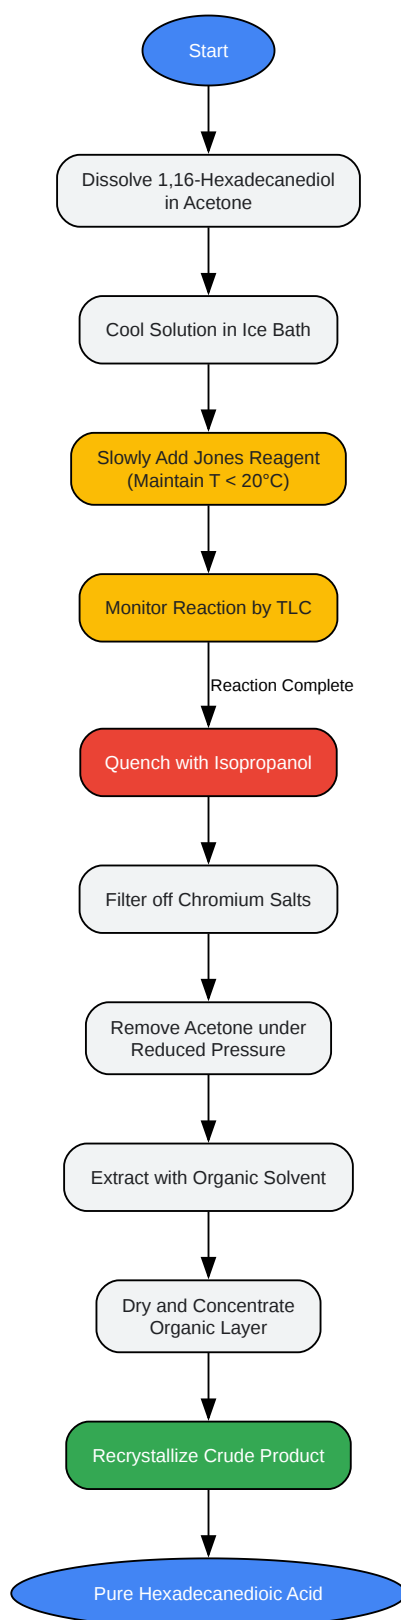 Start
Dissolve 1,16-Hexadecanediol
in Acetone
Cool Solution in Ice Bath
Slowly Add Jones Reagent
(Maintain T < 20°C)
Monitor Reaction by TLC
Reaction Complete
Quench with Isopropanol
Filter off Chromium Salts
Remove Acetone under
Reduced Pressure
Extract with Organic Solvent
Dry and Concentrate
Organic Layer
Recrystallize Crude Product
Pure Hexadecanedioic Acid